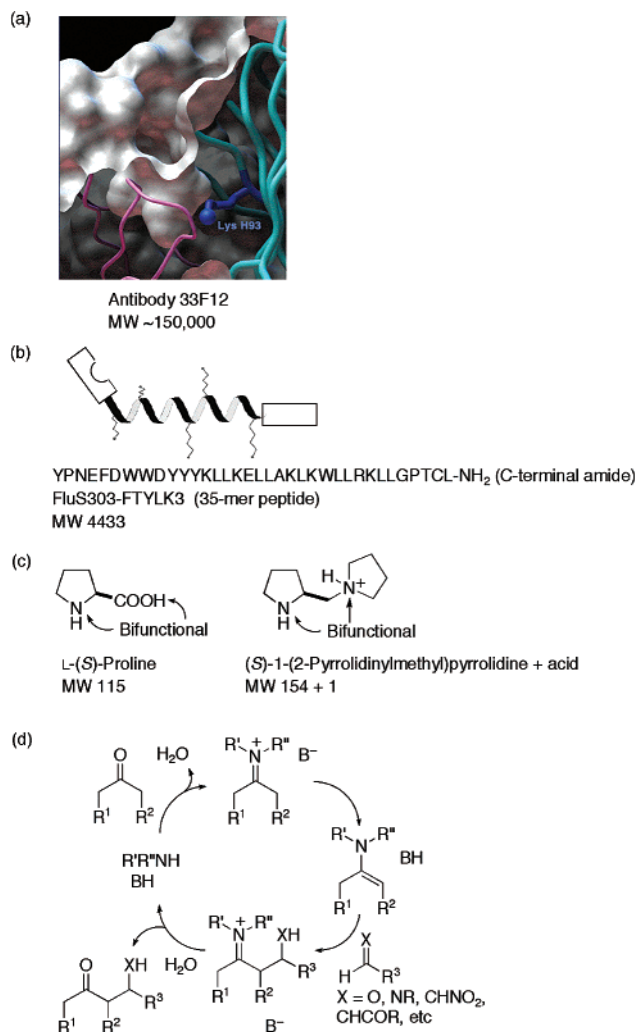 (a)
Lys H93
Antibody 33F12
MW ~150,000
(b)
YPNEFDWWDYYYKLLKELLAKLKWLLRKLLGPTCL-NH₂ (C-terminal amide)
FluS303-FTYLK3 (35-mer peptide)
MW 4433
(c)
N
H
COOH
Bifunctional
L-(S)-Proline
MW 115
N
H
H
N+
Bifunctional
(S)-1-(2-Pyrrolidinylmethyl)pyrrolidine + acid
MW 154 + 1
(d)
O
R¹
R²
H₂O
R'
+
N
R"
B⁻
R¹
R²
R'
R"
N
BH
R¹
R²
R'R"NH
BH
R'
+
N
R"
XH
R³
R¹
R²
B⁻
H₂O
X
H
R³
X = O, NR, CHNO₂,
CHCOR, etc
O
XH
R³
R¹
R²